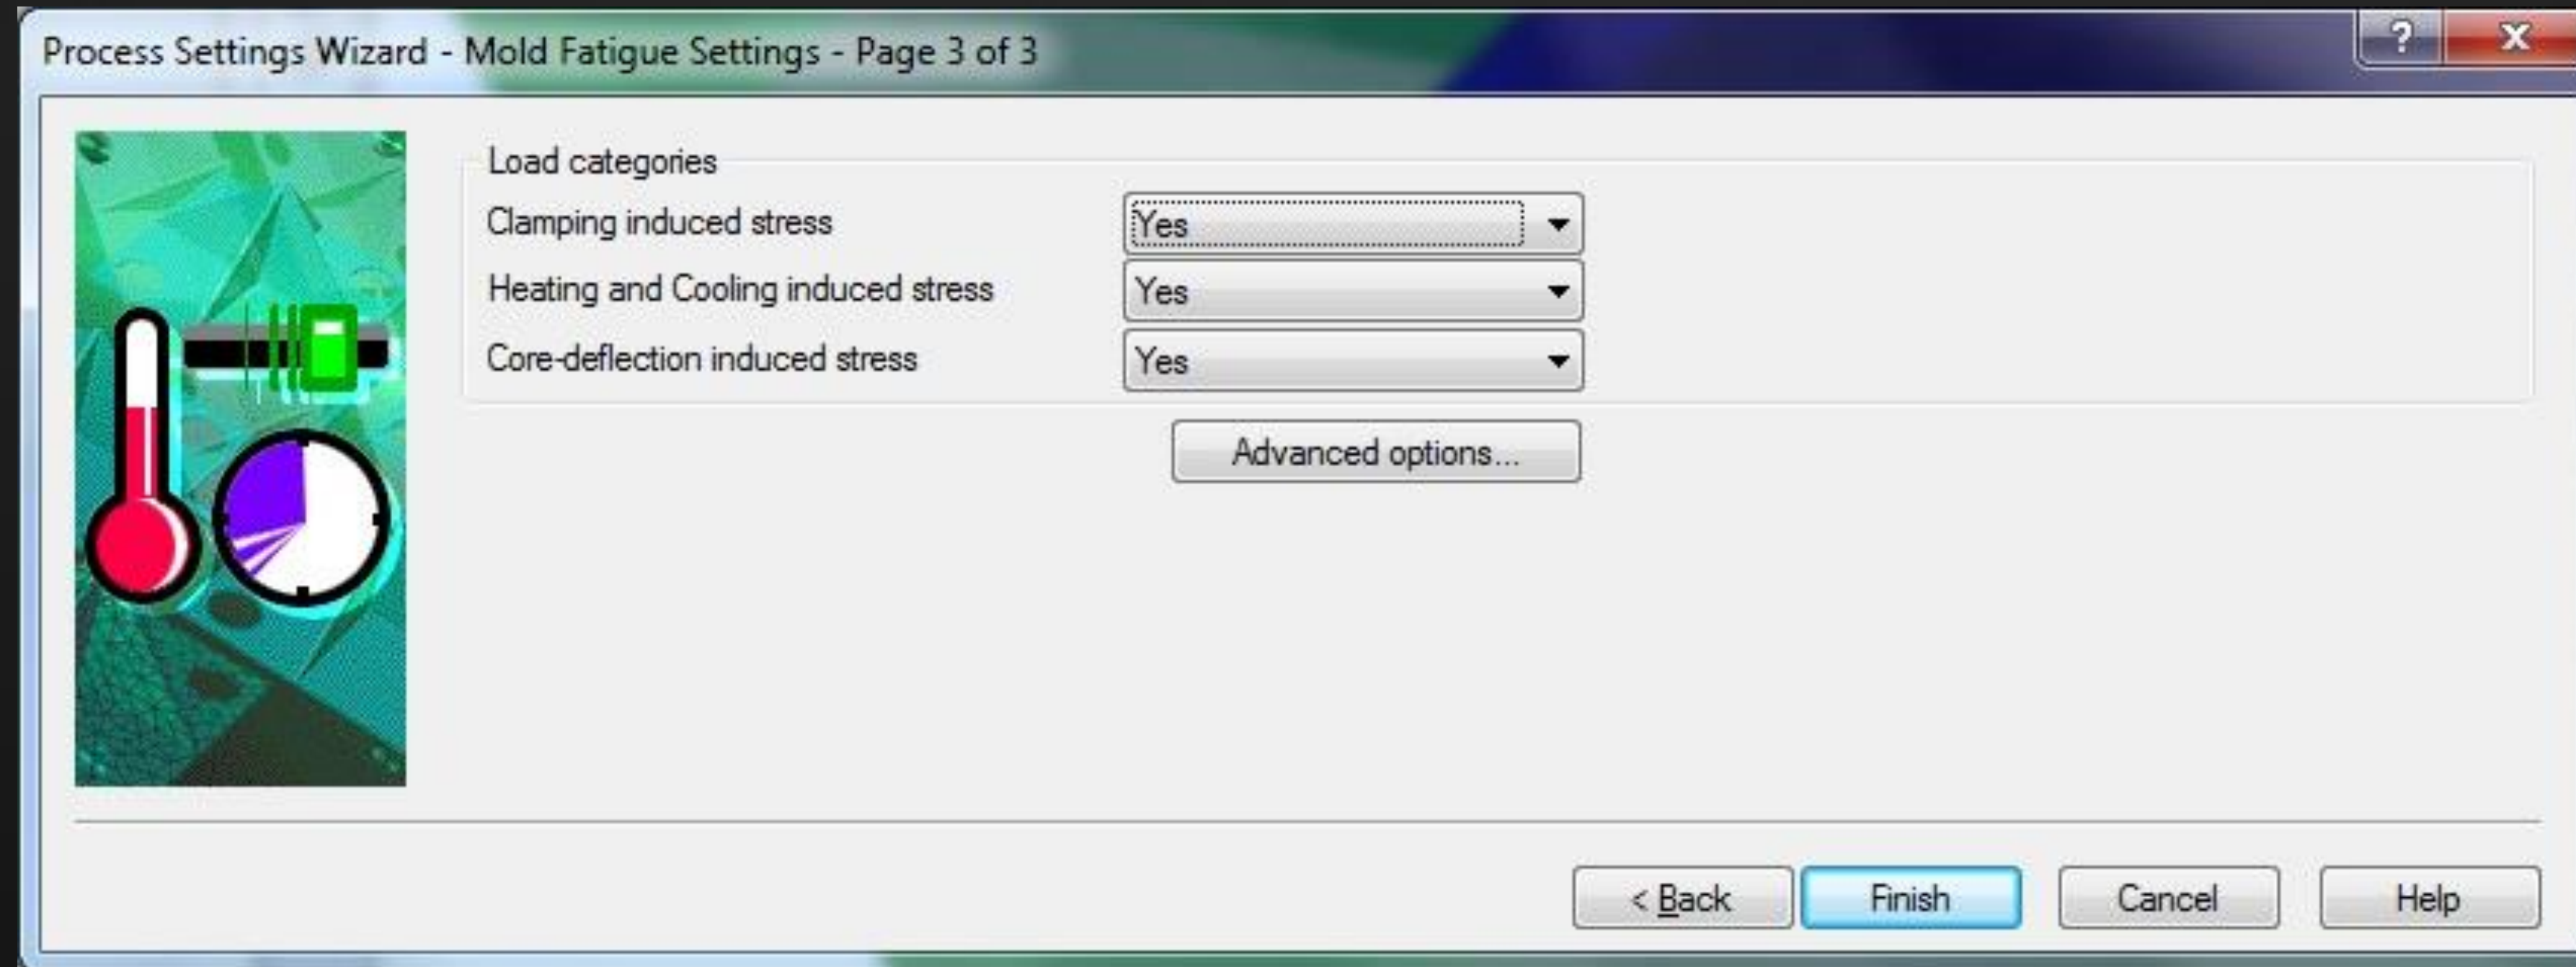 Process Settings Wizard - Mold Fatigue Settings - Page 3 of 3
?
X
Load categories
Clamping induced stress Yes
Heating and Cooling induced stress Yes
Core-deflection induced stress Yes
Advanced options...
< Back Finish Cancel Help